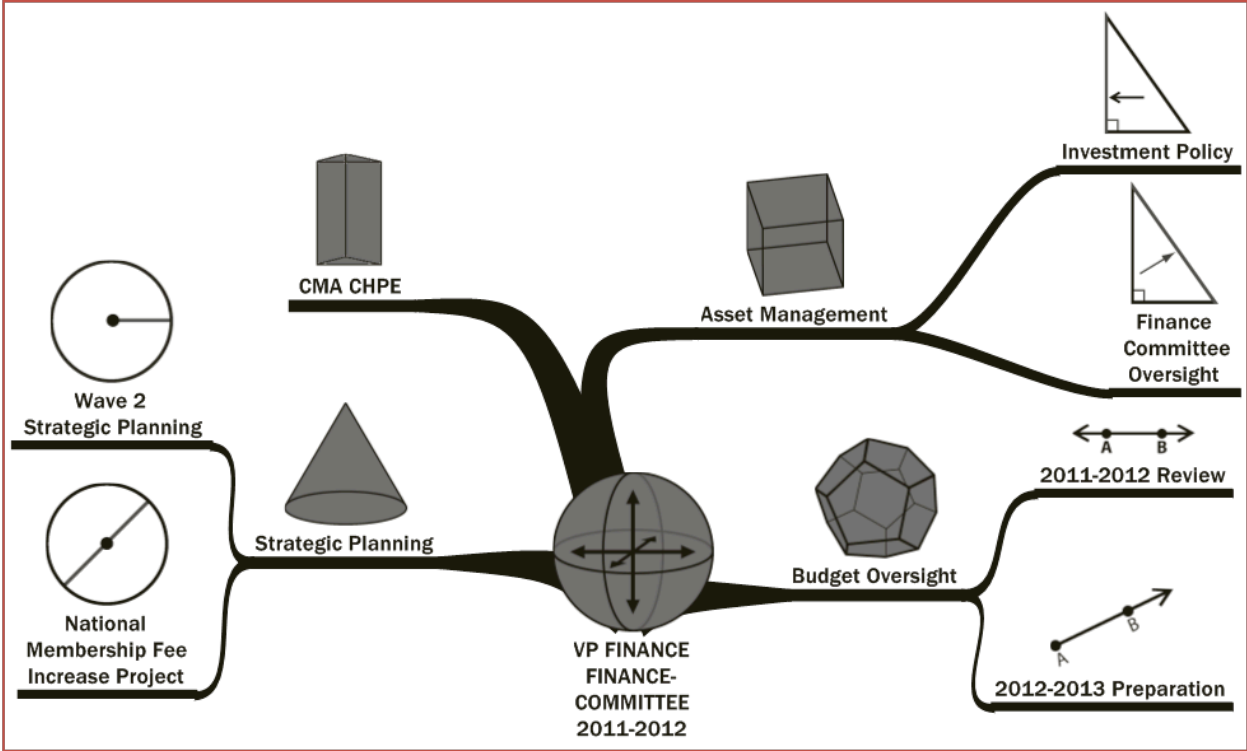 Investment Policy
CMA CHPE
Asset Management
Finance
Committee
Oversight
Wave 2
Strategic Planning
A B
2011-2012 Review
Strategic Planning
Budget Oversight
National
Membership Fee
Increase Project
A B
VP FINANCE
FINANCE-
COMMITTEE
2011-2012
2012-2013 Preparation